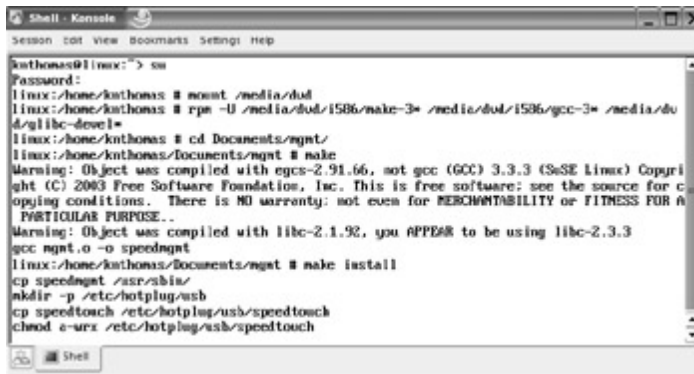 Shell - Konsole
Session Edit View Bookmarks Settings Help
knthomas@linux:~> su
Password:
linux:/home/knthomas # mount /media/dvd
linux:/home/knthomas # rpm -U /media/dvd/i586/make-3* /media/dvd/i586/gcc-3* /media/dv
d/glibc-devel*
linux:/home/knthomas # cd Documents/mgmt/
linux:/home/knthomas/Documents/mgmt # make
Warning: Object was compiled with egcs-2.91.66, not gcc (GCC) 3.3.3 (SuSE Linux) Copyri
ght (C) 2003 Free Software Foundation, Inc. This is free software; see the source for c
opying conditions.  There is NO warranty; not even for MERCHANTABILITY or FITNESS FOR A
 PARTICULAR PURPOSE..
Warning: Object was compiled with libc-2.1.92, you APPEAR to be using libc-2.3.3
gcc mgmt.o -o speedmgmt
linux:/home/knthomas/Documents/mgmt # make install
cp speedmgmt /usr/sbin/
mkdir -p /etc/hotplug/usb
cp speedtouch /etc/hotplug/usb/speedtouch
chmod a-wrx /etc/hotplug/usb/speedtouch
Shell